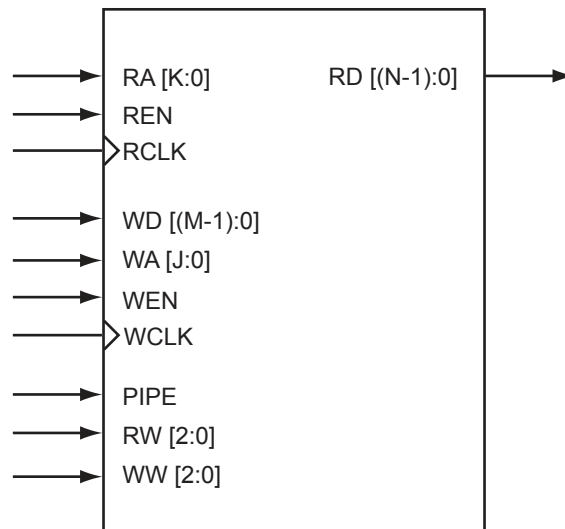 RA [K:0] RD [(N-1):0]
REN
RCLK
WD [(M-1):0]
WA [J:0]
WEN
WCLK
PIPE
RW [2:0]
WW [2:0]